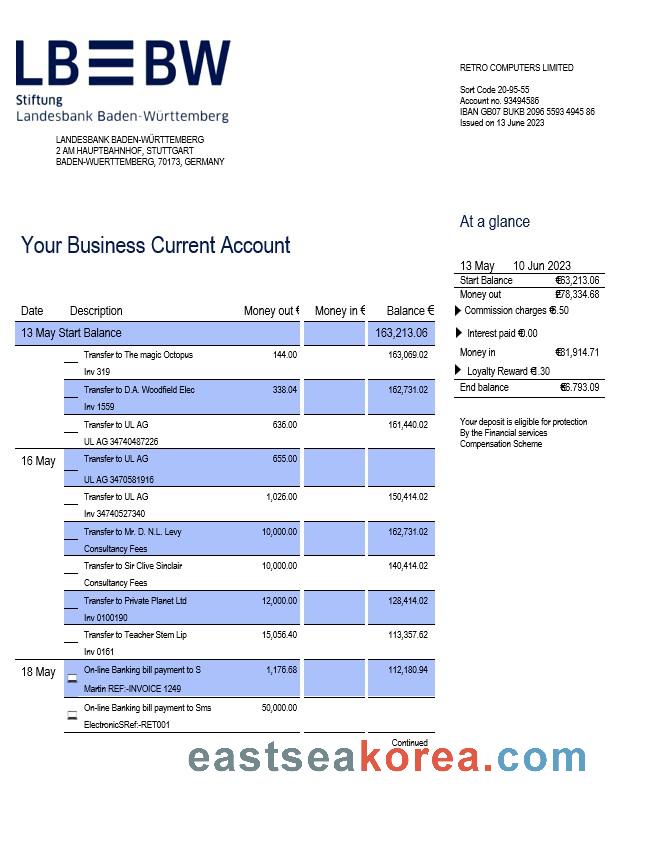 LBBW
Stiftung
Landesbank Baden-Württemberg
LANDESBANK BADEN-WÜRTTEMBERG
2 AM HAUPTBAHNHOF, STUTTGART
BADEN-WUERTTEMBERG, 70173, GERMANY
RETRO COMPUTERS LIMITED
Sort Code 20-95-55
Account no. 93494586
IBAN GB07 BUKB 2096 5593 4945 86
Issued on 13 June 2023
Your Business Current Account
At a glance
13 May 10 Jun 2023
Start Balance €63,213.06
Money out €78,334.68
Commission charges €6.50
Interest paid €0.00
Money in €31,914.71
Loyalty Reward €1.30
End balance €6.793.09
Your deposit is eligible for protection
By the Financial services
Compensation Scheme
Date Description Money out € Money in € Balance €
13 May Start Balance 163,213.06
Transfer to The magic Octopus 144.00 163,069.02
Inv 319
Transfer to D.A. Woodfield Elec 338.04 162,731.02
Inv 1559
Transfer to UL AG 636.00 161,440.02
UL AG 34740487226
16 May Transfer to UL AG 655.00
UL AG 3470581916
Transfer to UL AG 1,026.00 150,414.02
Inv 34740527340
Transfer to Mr. D. N.L. Levy 10,000.00 162,731.02
Consultancy Fees
Transfer to Sir Clive Sinclair 10,000.00 140,414.02
Consultancy Fees
Transfer to Private Planet Ltd 12,000.00 128,414.02
Inv 0100190
Transfer to Teacher Stem Lip 15,056.40 113,357.62
Inv 0161
18 May On-line Banking bill payment to S 1,176.68 112,180.94
Martin REF:-INVOICE 1249
On-line Banking bill payment to Sms 50,000.00
ElectronicSRef:-RET001
Continued
eastseakorea.com